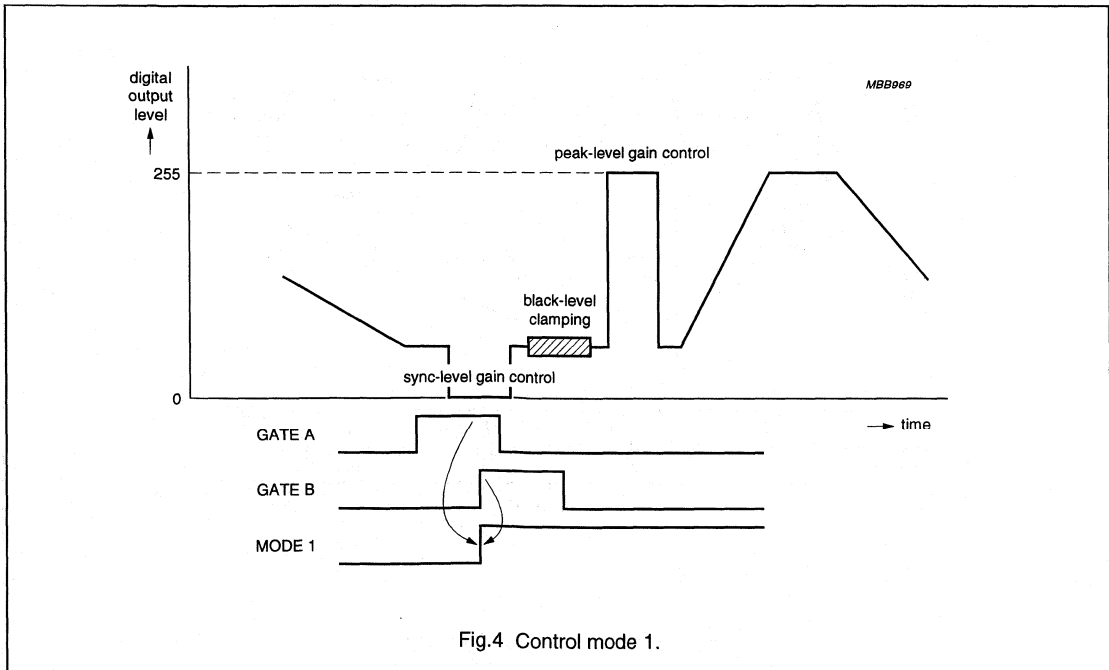 digital
output
level
MBB969
peak-level gain control
255
black-level
clamping
sync-level gain control
0
time
GATE A
GATE B
MODE 1
Fig.4 Control mode 1.